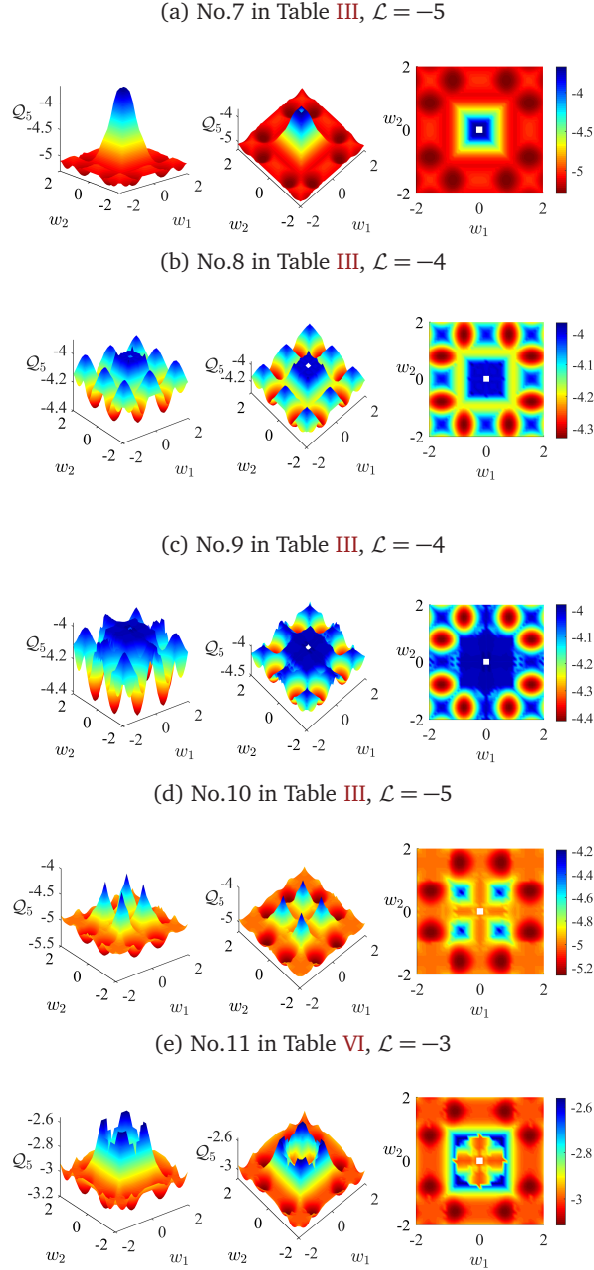 (a) No.7 in Table III, ℒ = −5
𝒬5 -4 -4.5 -5 2 0 -2 w2 -2 0 2 w1
𝒬5 -4 -5 2 0 -2 w2 -2 0 2 w1
2 w2 0 -2 -2 0 2 w1 -4 -4.5 -5
(b) No.8 in Table III, ℒ = −4
𝒬5 -4 -4.2 -4.4 2 0 -2 w2 -2 0 2 w1
𝒬5 -4 -4.2 2 0 -2 w2 -2 0 2 w1
2 w2 0 -2 -2 0 2 w1 -4 -4.1 -4.2 -4.3
(c) No.9 in Table III, ℒ = −4
𝒬5 -4 -4.2 -4.4 2 0 -2 w2 -2 0 2 w1
𝒬5 -4 -4.5 2 0 -2 w2 -2 0 2 w1
2 w2 0 -2 -2 0 2 w1 -4 -4.1 -4.2 -4.3 -4.4
(d) No.10 in Table III, ℒ = −5
𝒬5 -4 -4.5 -5 -5.5 2 0 -2 w2 -2 0 2 w1
𝒬5 -4 -5 2 0 -2 w2 -2 0 2 w1
2 w2 0 -2 -2 0 2 w1 -4.2 -4.4 -4.6 -4.8 -5 -5.2
(e) No.11 in Table VI, ℒ = −3
𝒬5 -2.6 -2.8 -3 -3.2 2 0 -2 w2 -2 0 2 w1
𝒬5 -2.6 -3 2 0 -2 w2 -2 0 2 w1
2 w2 0 -2 -2 0 2 w1 -2.6 -2.8 -3